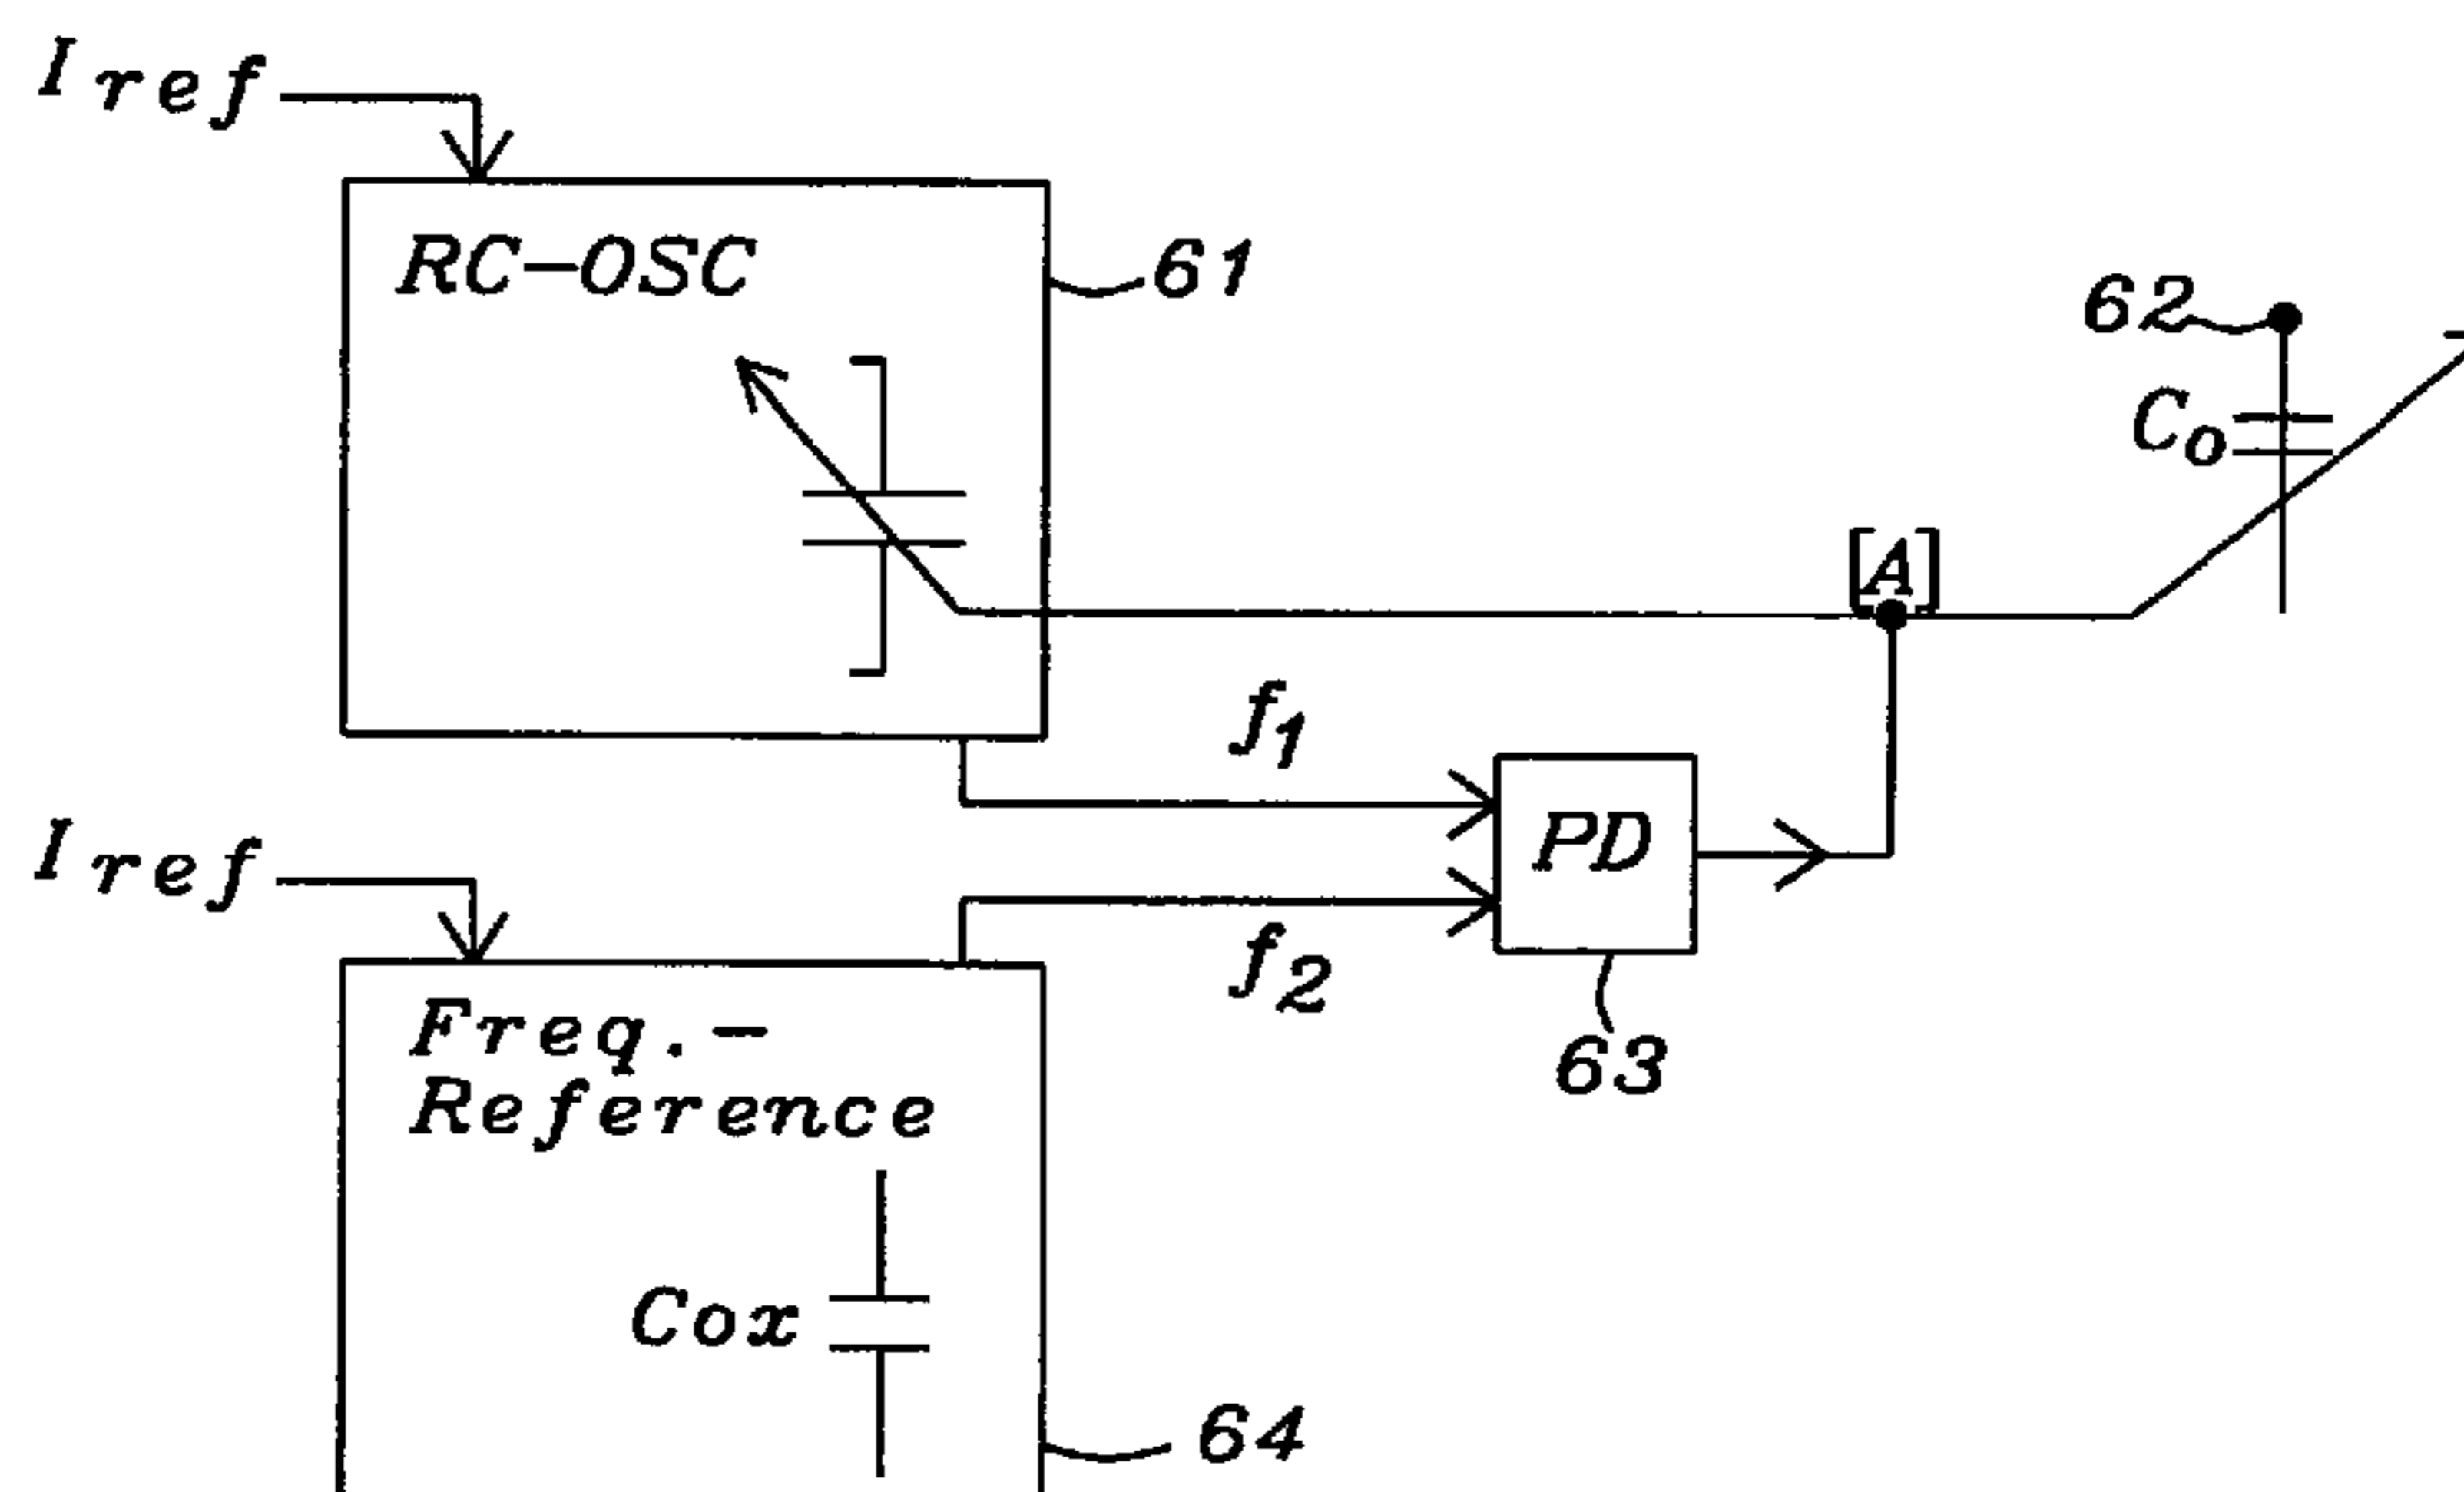 Iref
RC-OSC
61
62
Co
[A]
f1
Iref
PD
f2
Freq.-
Reference
63
Cox
64